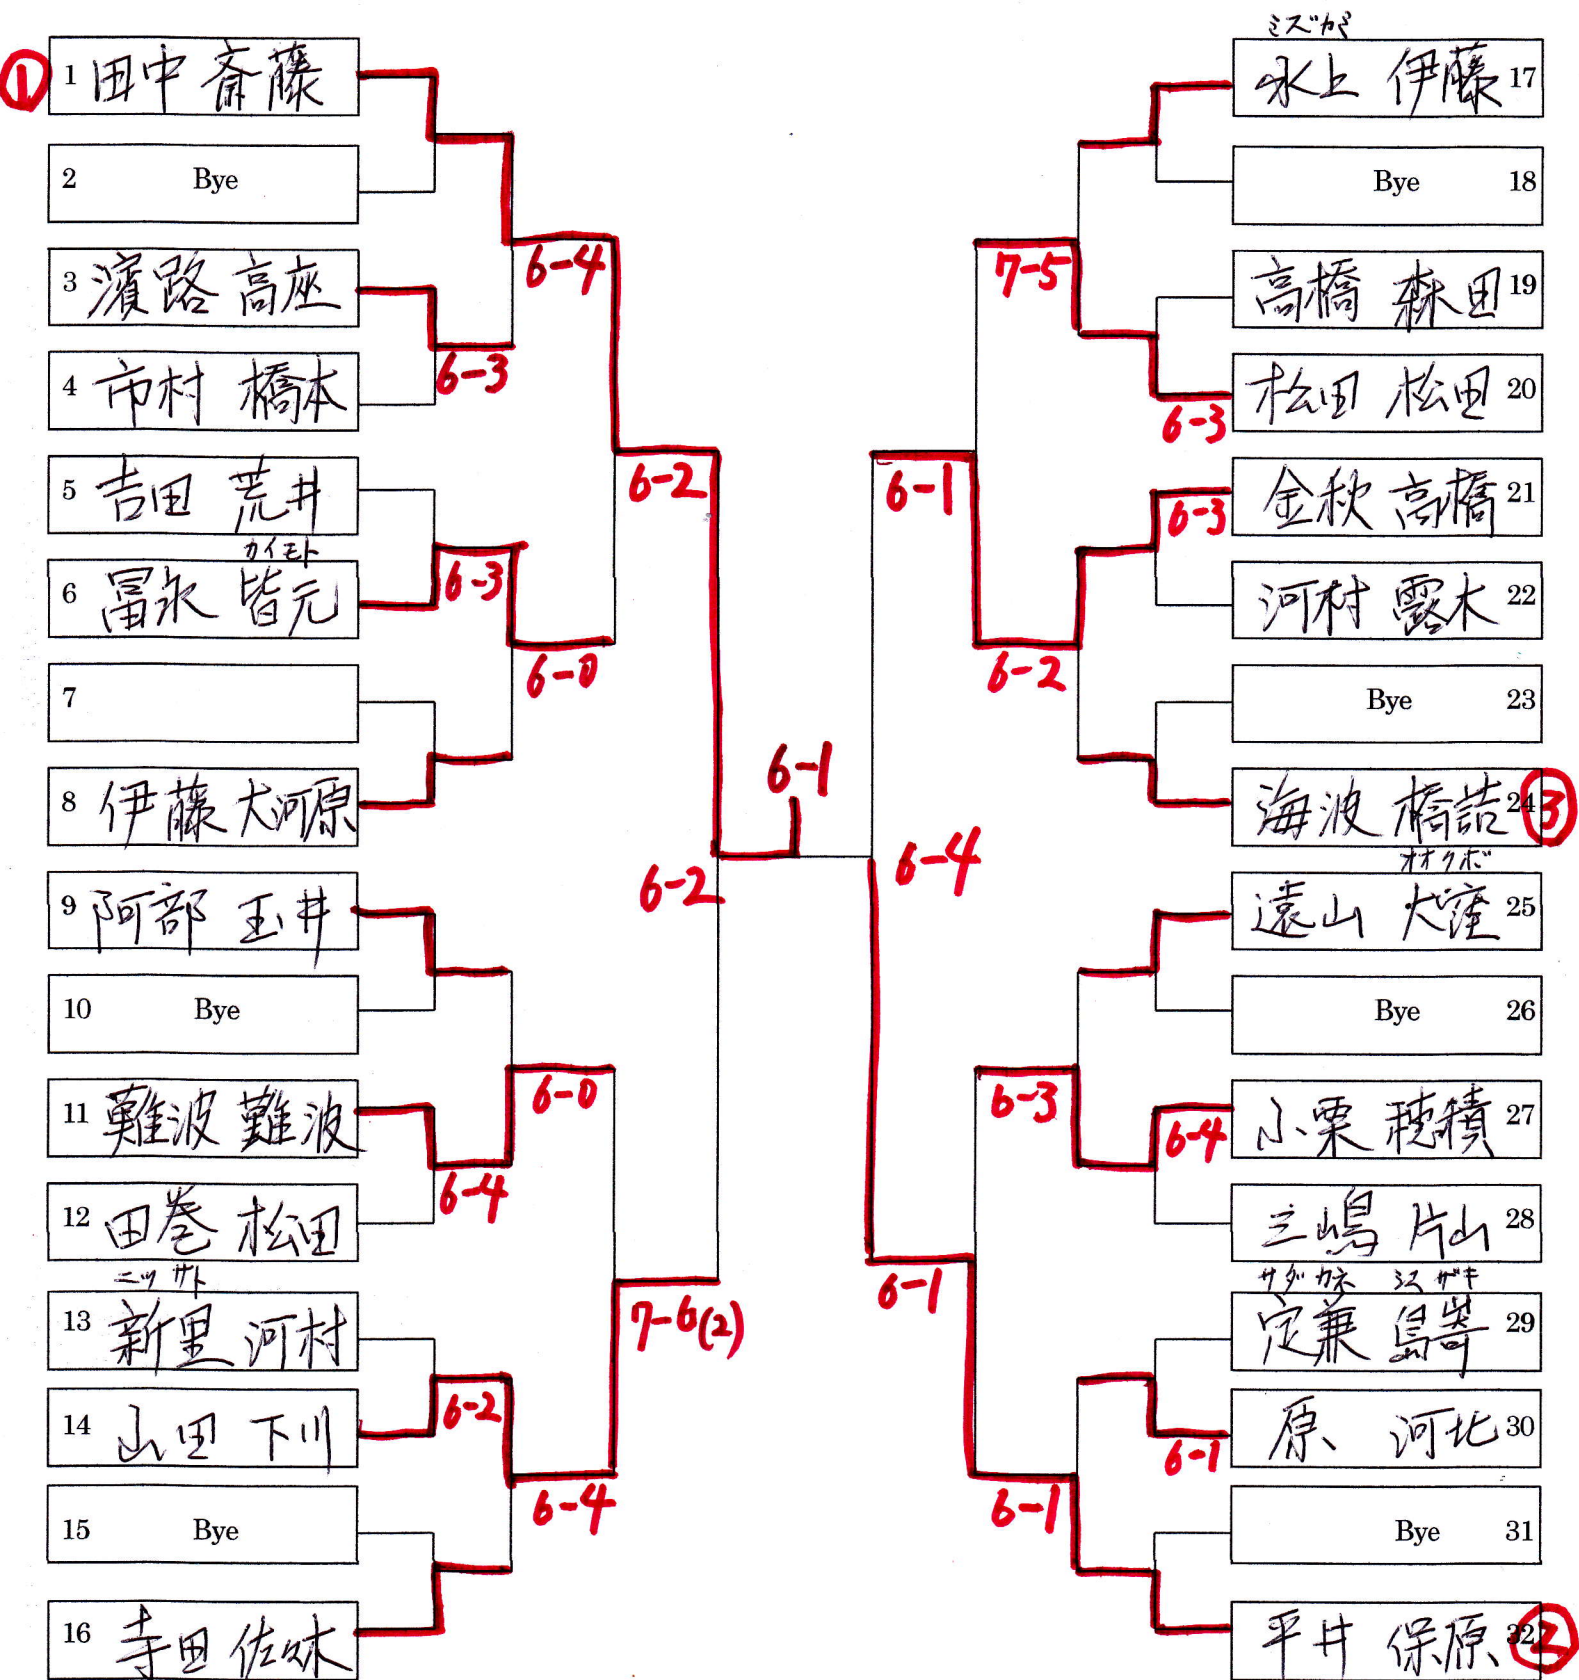 ① 1 田中 斎藤
2 Bye
3 濱路 高座
4 市村 橋本
5 吉田 荒井
カイモト
6 冨永 皆元
7
8 伊藤 大河原
9 阿部 玉井
10 Bye
11 難波 難波
12 田巻 松田
ニッサト
13 新里 河村
14 山田 下川
15 Bye
16 寺田 佐々木
6-4
6-3
6-3
6-0
6-2
6-0
6-4
6-2
6-4
7-6(2)
6-2
6-1
6-4
7-5
6-3
6-1
6-3
6-2
6-3
6-4
6-1
6-1
6-1
ミズカミ
水上 伊藤 17
Bye 18
高橋 森田 19
松田 松田 20
金秋 高橋 21
河村 露木 22
Bye 23
海波 橋詰 24 ③
オオクボ
遠山 大窪 25
Bye 26
小栗 穂積 27
三嶋 片山 28
サダカネ シマザキ
定兼 島嵜 29
原 河北 30
Bye 31
平井 保原 32 ②